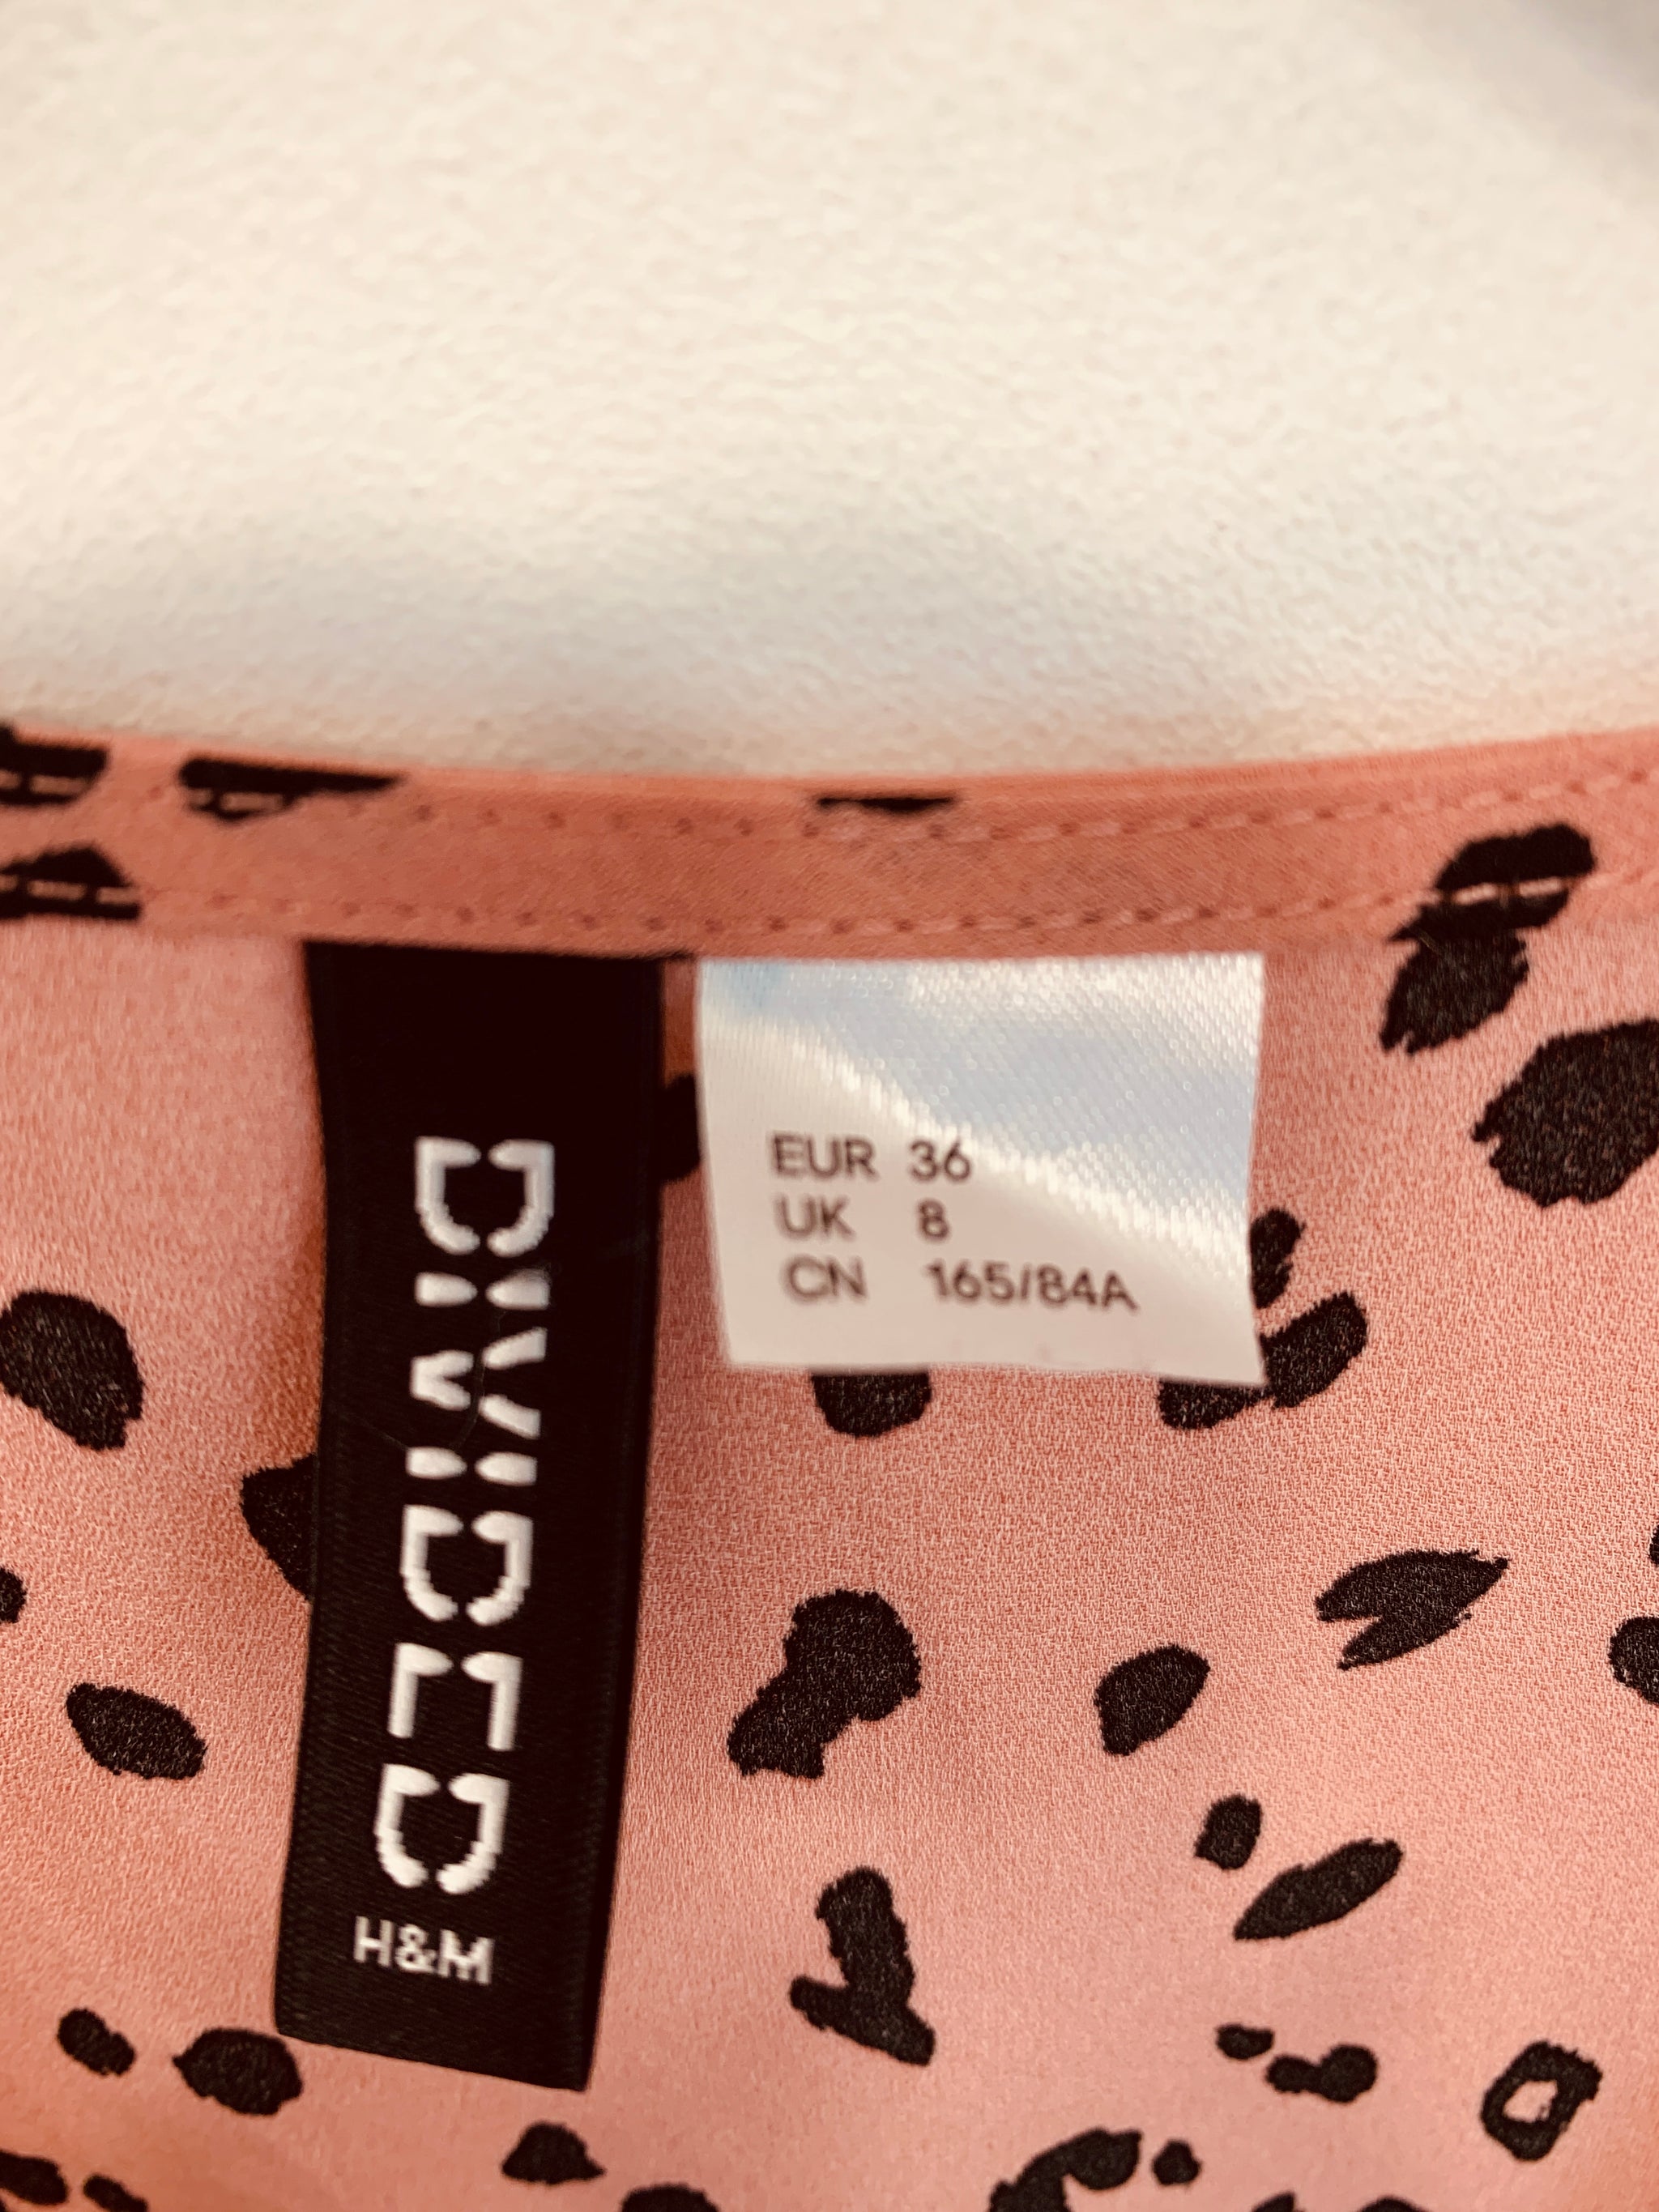 DIVIDED
H&M
EUR 36
UK 8
CN 165/84A